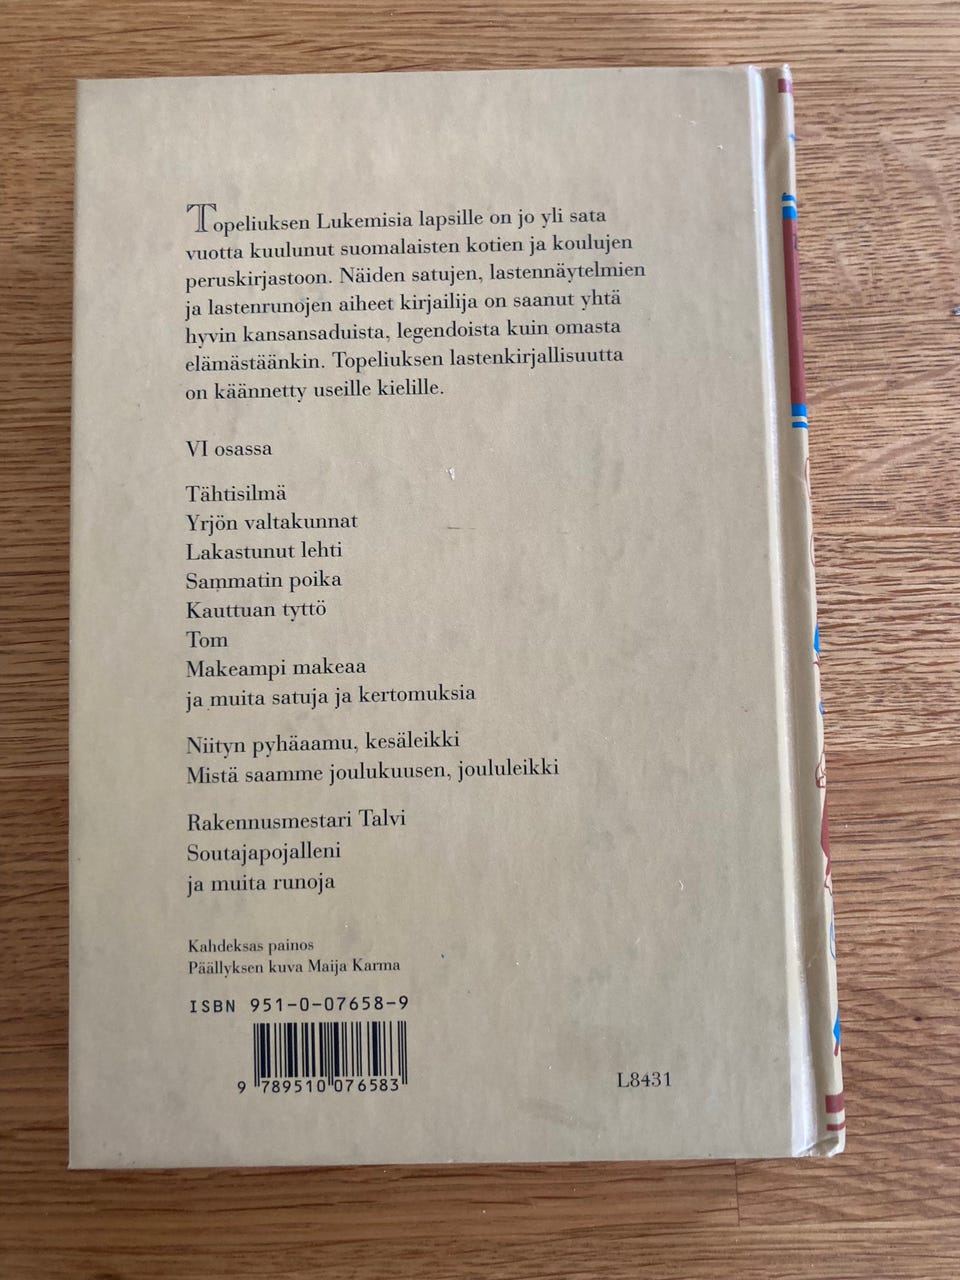 Topeliuksen Lukemisia lapsille on jo yli sata
vuotta kuulunut suomalaisten kotien ja koulujen
peruskirjastoon. Näiden satujen, lastennäytelmien
ja lastenrunojen aiheet kirjailija on saanut yhtä
hyvin kansansaduista, legendoista kuin omasta
elämästäänkin. Topeliuksen lastenkirjallisuutta
on käännetty useille kielille.
VI osassa
Tähtisilmä
Yrjön valtakunnat
Lakastunut lehti
Sammatin poika
Kauttuan tyttö
Tom
Makeampi makeaa
ja muita satuja ja kertomuksia
Niityn pyhäaamu, kesäleikki
Mistä saamme joulukuusen, joululeikki
Rakennusmestari Talvi
Soutajapojalleni
ja muita runoja
Kahdeksas painos
Päällyksen kuva Maija Karma
ISBN 951-0-07658-9
9 789510 076583
L8431